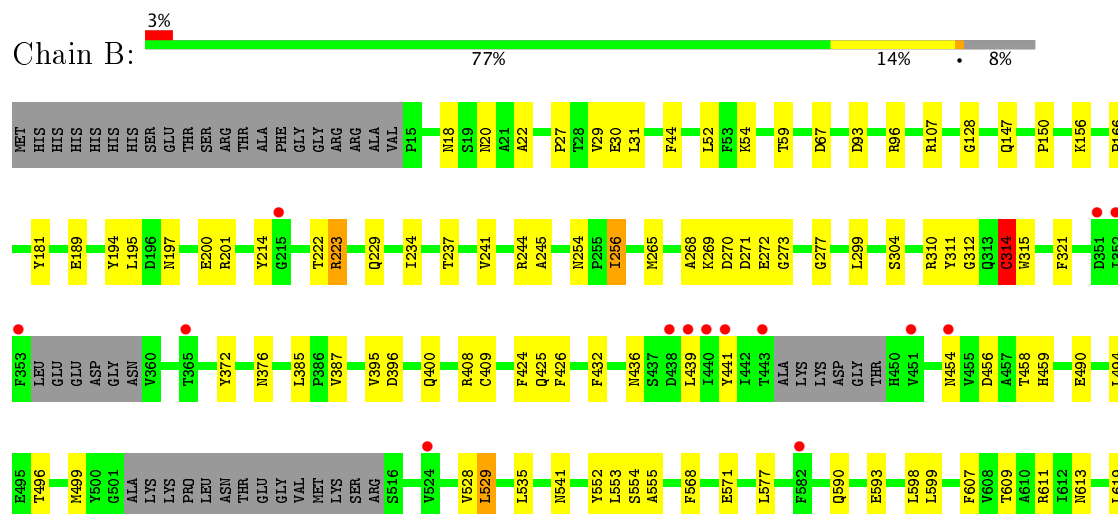 3%
Chain B:
77% 14% • 8%
MET HIS HIS HIS HIS HIS HIS SER GLU THR SER ARG THR ALA PHE GLY GLY ARG ARG ALA VAL P15 N18 S19 N20 A21 A22 P27 T28 V29 E30 L31 F44 L52 F53 K54 T59 D67 D93 R96 R107 G128 Q147 P150 K156
Y181 E189 Y194 L195 D196 N197 E200 R201 Y214 G215 T222 R223 Q229 I234 T237 V241 R244 A245 N254 P255 I256 M265 A268 K269 D270 D271 E272 G273 G277 L299 S304 R310 Y311 G312 Q313 C314 W315 F321 D351 I352
F353 LEU GLU GLU ASP GLY ASN V360 T365 Y372 N376 L385 P386 V387 V395 D396 Q400 R408 C409 F424 Q425 F426 F432 N436 S437 D438 L439 I440 Y441 I442 T443 ALA LYS LYS ASP GLY THR H450 V451 N454 V455 D456 A457 T458 H459 E490 L494
E495 T496 M499 Y500 G501 ALA LYS LYS PRO LEU ASN THR GLU GLY VAL MET LYS SER ARG S516 V524 V528 L529 L535 N541 Y552 L553 S554 A555 F568 E571 L577 F582 Q590 E593 L598 L599 F607 V608 T609 A610 R611 I612 N613